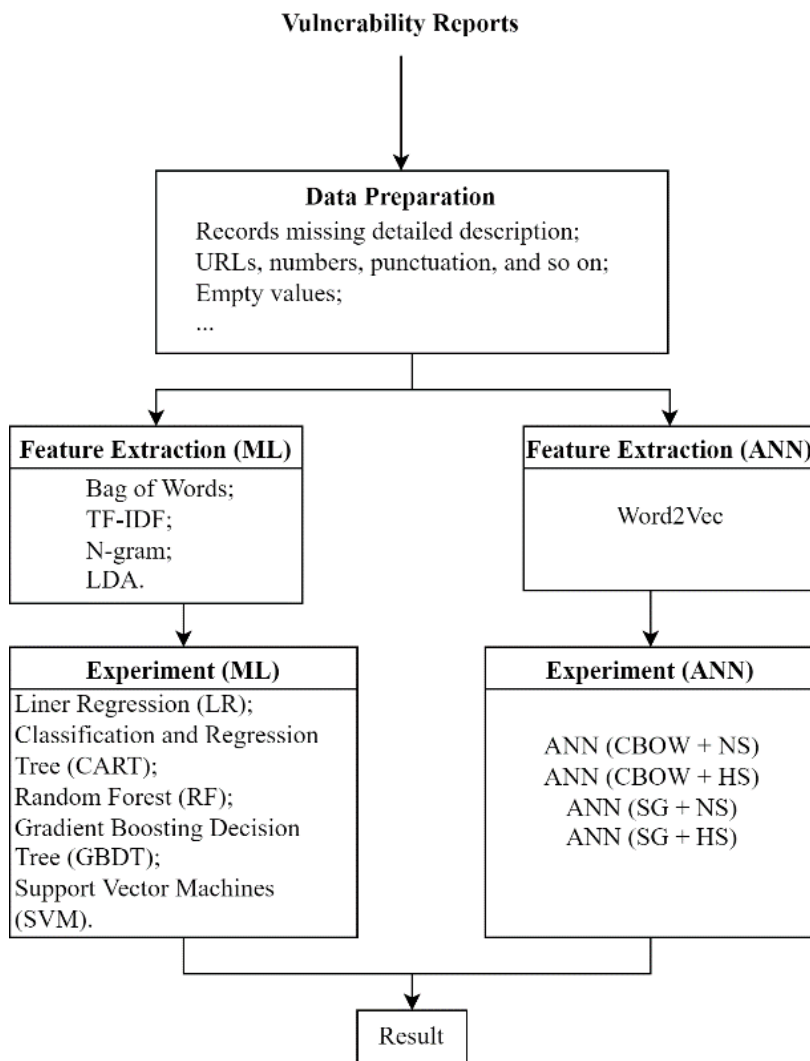 Vulnerability Reports
Data Preparation
Records missing detailed description;
URLs, numbers, punctuation, and so on;
Empty values;
...
Feature Extraction (ML)
Bag of Words;
TF-IDF;
N-gram;
LDA.
Feature Extraction (ANN)
Word2Vec
Experiment (ML)
Liner Regression (LR);
Classification and Regression
Tree (CART);
Random Forest (RF);
Gradient Boosting Decision
Tree (GBDT);
Support Vector Machines
(SVM).
Experiment (ANN)
ANN (CBOW + NS)
ANN (CBOW + HS)
ANN (SG + NS)
ANN (SG + HS)
Result